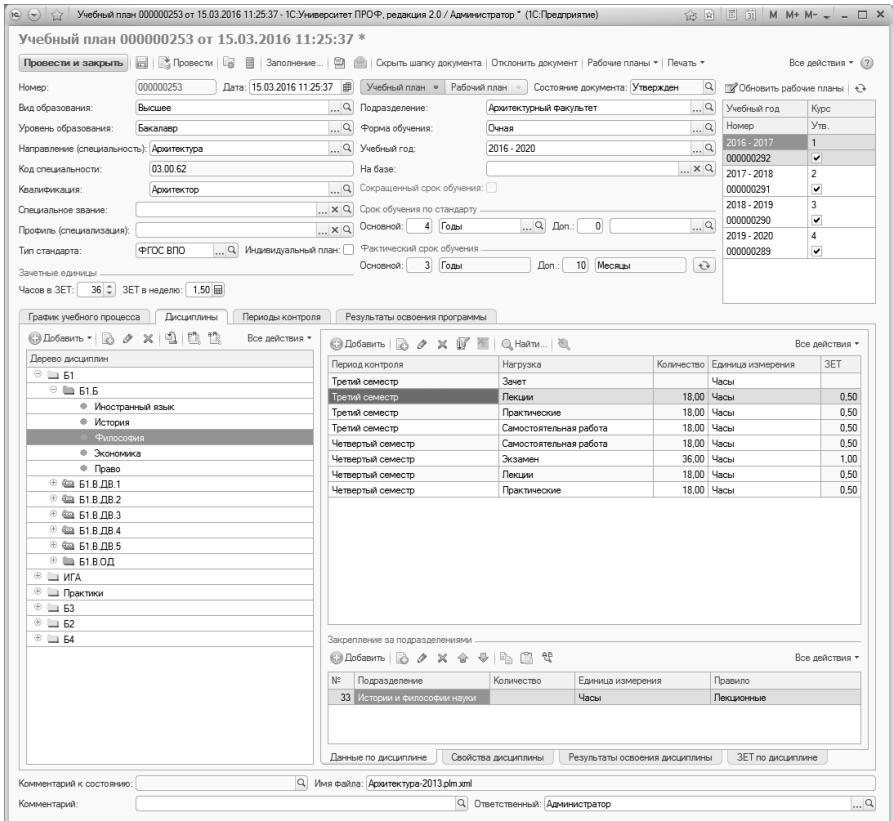 Учебный план 000000253 от 15.03.2016 11:25:37 - 1С:Университет ПРОФ, редакция 2.0 / Администратор * (1С:Предприятие) M M+ M-
Учебный план 000000253 от 15.03.2016 11:25:37 *
Провести и закрыть Провести Заполнение... Скрыть шапку документа Отклонить документ Рабочие планы Печать Все действия
Номер: 000000253 Дата: 15.03.2016 11:25:37 Учебный план Рабочий план Состояние документа: Утвержден Обновить рабочие планы
Вид образования: Высшее Подразделение: Архитектурный факультет Учебный год Курс
Уровень образования: Бакалавр Форма обучения: Очная Номер Утв.
Направление (специальность): Архитектура Учебный год: 2016 - 2020 2016 - 2017 1
000000292
Код специальности: 03.00.62 На базе: 2017 - 2018 2
Квалификация: Архитектор Сокращенный срок обучения: 000000291
Специальное звание: Срок обучения по стандарту 2018 - 2019 3
Профиль (специализация): Основной: 4 Годы Доп.: 0 000000290
2019 - 2020 4
Тип стандарта: ФГОС ВПО Индивидуальный план: Фактический срок обучения 000000289
Зачетные единицы Основной: 3 Годы Доп.: 10 Месяцы
Часов в ЗЕТ: 36 ЗЕТ в неделю: 1,50
График учебного процесса Дисциплины Периоды контроля Результаты освоения программы
Добавить Все действия
Дерево дисциплин
Б1
Б1.Б
Иностранный язык
История
Философия
Экономика
Право
Б1.В.ДВ.1
Б1.В.ДВ.2
Б1.В.ДВ.3
Б1.В.ДВ.4
Б1.В.ДВ.5
Б1.В.ОД
ИГА
Практики
Б3
Б2
Б4
Добавить Найти... Все действия
Период контроля Нагрузка Количество Единица измерения ЗЕТ
Третий семестр Зачет Часы
Третий семестр Лекции 18,00 Часы 0,50
Третий семестр Практические 18,00 Часы 0,50
Третий семестр Самостоятельная работа 18,00 Часы 0,50
Четвертый семестр Самостоятельная работа 18,00 Часы 0,50
Четвертый семестр Экзамен 36,00 Часы 1,00
Четвертый семестр Лекции 18,00 Часы 0,50
Четвертый семестр Практические 18,00 Часы 0,50
Закрепление за подразделениями
Добавить Все действия
№ Подразделение Количество Единица измерения Правило
33 Истории и философии науки Часы Лекционные
Данные по дисциплине Свойства дисциплины Результаты освоения дисциплины ЗЕТ по дисциплине
Комментарий к состоянию: Имя файла: Архитектура-2013.plm.xml
Комментарий: Ответственный: Администратор